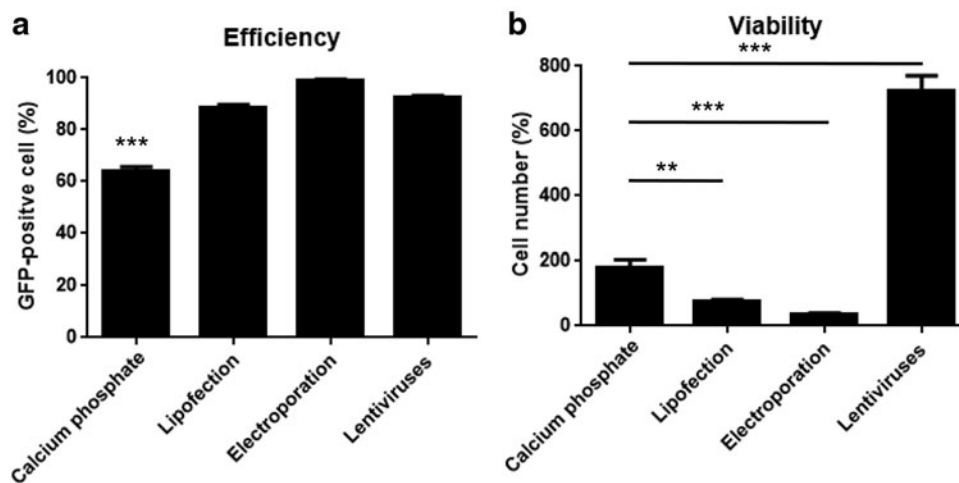 a
Efficiency
GFP-positve cell (%)
100
80
60
40
20
0
***
Calcium phosphate
Lipofection
Electroporation
Lentiviruses
b
Viability
Cell number (%)
800
600
400
200
0
***
***
**
Calcium phosphate
Lipofection
Electroporation
Lentiviruses